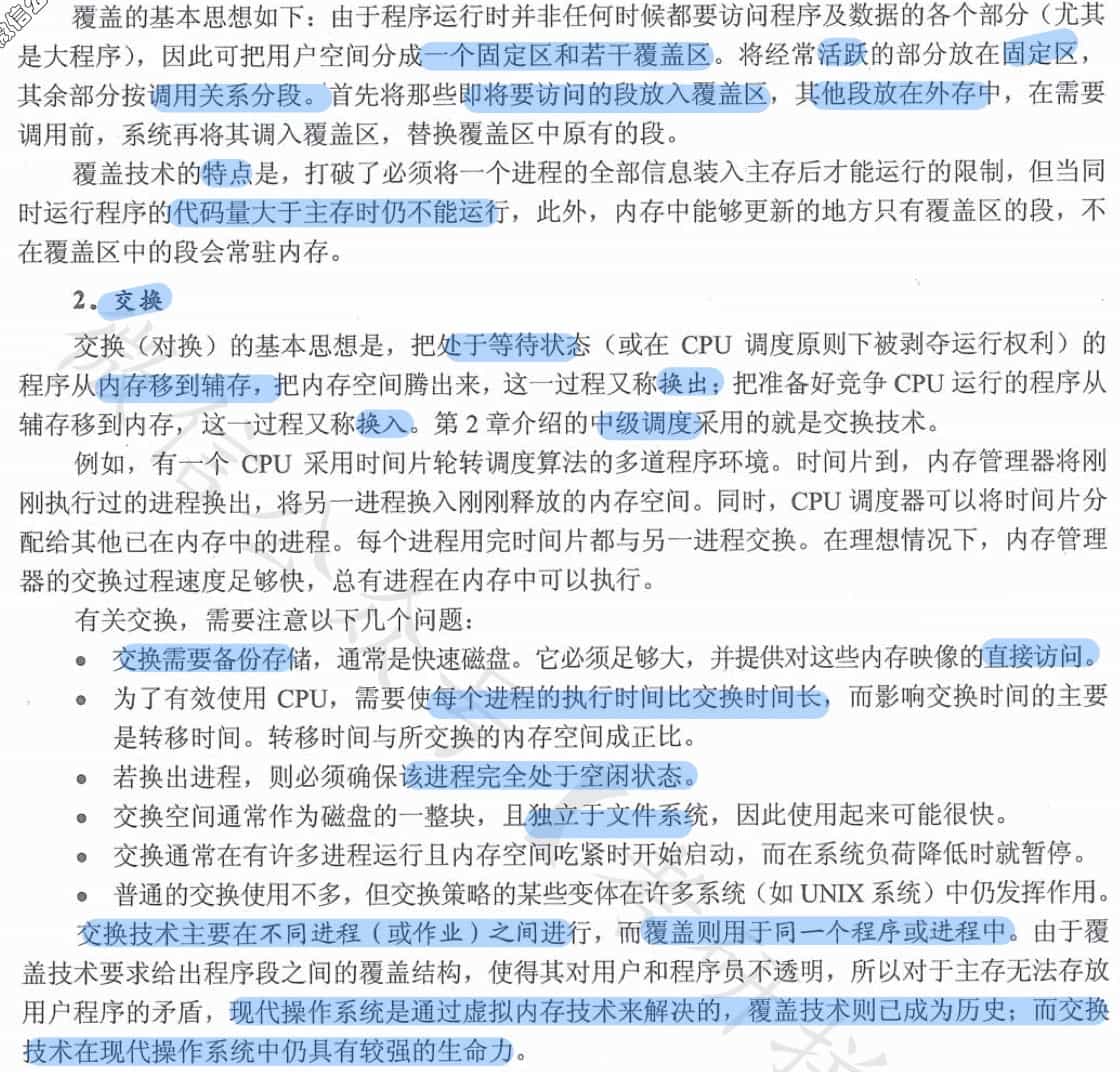 覆盖的基本思想如下：由于程序运行时并非任何时候都要访问程序及数据的各个部分（尤其
是大程序），因此可把用户空间分成一个固定区和若干覆盖区。将经常活跃的部分放在固定区，
其余部分按调用关系分段。首先将那些即将要访问的段放入覆盖区，其他段放在外存中，在需要
调用前，系统再将其调入覆盖区，替换覆盖区中原有的段。
覆盖技术的特点是，打破了必须将一个进程的全部信息装入主存后才能运行的限制，但当同
时运行程序的代码量大于主存时仍不能运行，此外，内存中能够更新的地方只有覆盖区的段，不
在覆盖区中的段会常驻内存。
2. 交换
交换（对换）的基本思想是，把处于等待状态（或在 CPU 调度原则下被剥夺运行权利）的
程序从内存移到辅存，把内存空间腾出来，这一过程又称换出；把准备好竞争 CPU 运行的程序从
辅存移到内存，这一过程又称换入。第 2 章介绍的中级调度采用的就是交换技术。
例如，有一个 CPU 采用时间片轮转调度算法的多道程序环境。时间片到，内存管理器将刚
刚执行过的进程换出，将另一进程换入刚刚释放的内存空间。同时，CPU 调度器可以将时间片分
配给其他已在内存中的进程。每个进程用完时间片都与另一进程交换。在理想情况下，内存管理
器的交换过程速度足够快，总有进程在内存中可以执行。
有关交换，需要注意以下几个问题：
● 交换需要备份存储，通常是快速磁盘。它必须足够大，并提供对这些内存映像的直接访问。
● 为了有效使用 CPU，需要使每个进程的执行时间比交换时间长，而影响交换时间的主要
是转移时间。转移时间与所交换的内存空间成正比。
● 若换出进程，则必须确保该进程完全处于空闲状态。
● 交换空间通常作为磁盘的一整块，且独立于文件系统，因此使用起来可能很快。
● 交换通常在有许多进程运行且内存空间吃紧时开始启动，而在系统负荷降低时就暂停。
● 普通的交换使用不多，但交换策略的某些变体在许多系统（如 UNIX 系统）中仍发挥作用。
交换技术主要在不同进程（或作业）之间进行，而覆盖则用于同一个程序或进程中。由于覆
盖技术要求给出程序段之间的覆盖结构，使得其对用户和程序员不透明，所以对于主存无法存放
用户程序的矛盾，现代操作系统是通过虚拟内存技术来解决的，覆盖技术则已成为历史；而交换
技术在现代操作系统中仍具有较强的生命力。